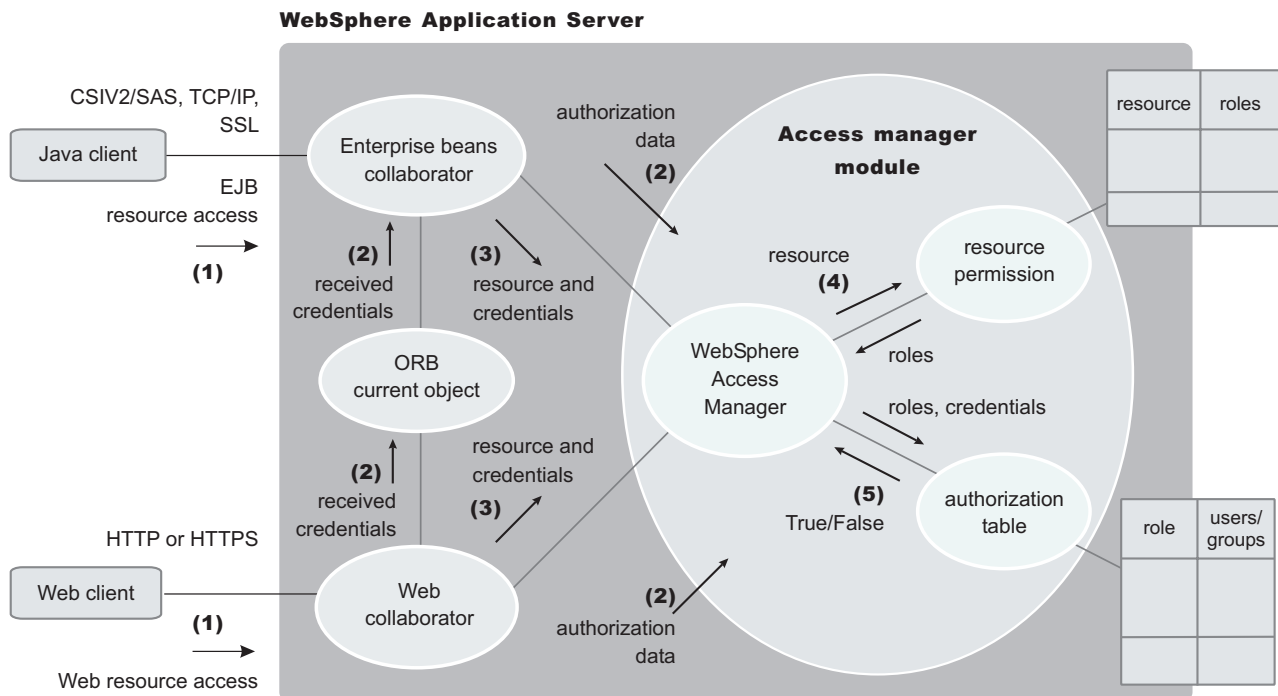 WebSphere Application Server
CSIV2/SAS, TCP/IP,
SSL
Java client
EJB
resource access
(1)
Enterprise beans
collaborator
(2)
received
credentials
(3)
resource and
credentials
authorization
data
(2)
Access manager
module
resource
(4)
resource
permission
roles
resource
roles
ORB
current object
WebSphere
Access
Manager
roles, credentials
(2)
received
credentials
resource and
credentials
(3)
(5)
True/False
authorization
table
role
users/
groups
HTTP or HTTPS
Web client
(1)
Web resource access
Web
collaborator
(2)
authorization
data